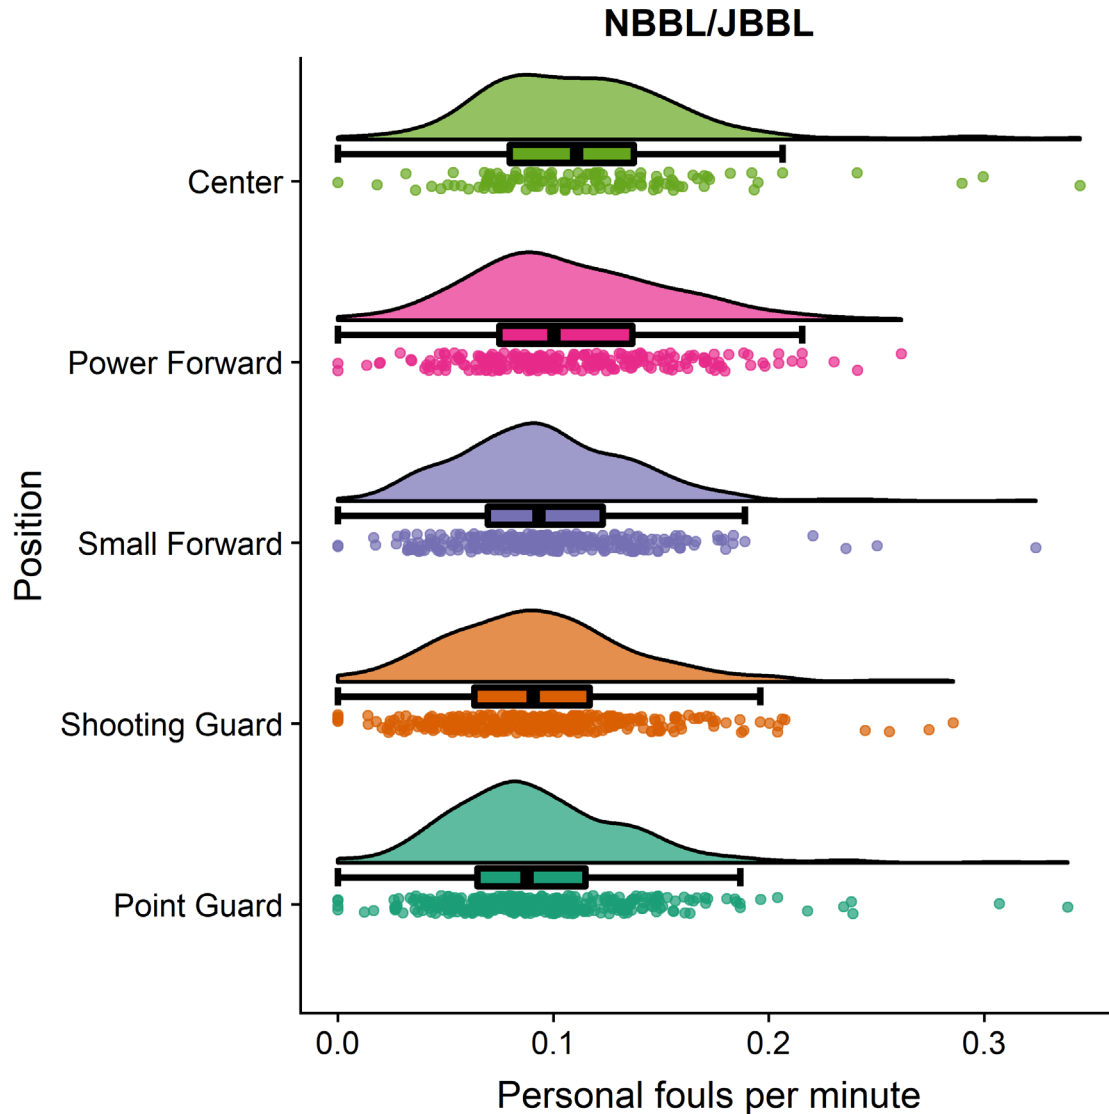 NBBL/JBBL
Center
Power Forward
Small Forward
Shooting Guard
Point Guard
Position
0.0
0.1
0.2
0.3
Personal fouls per minute